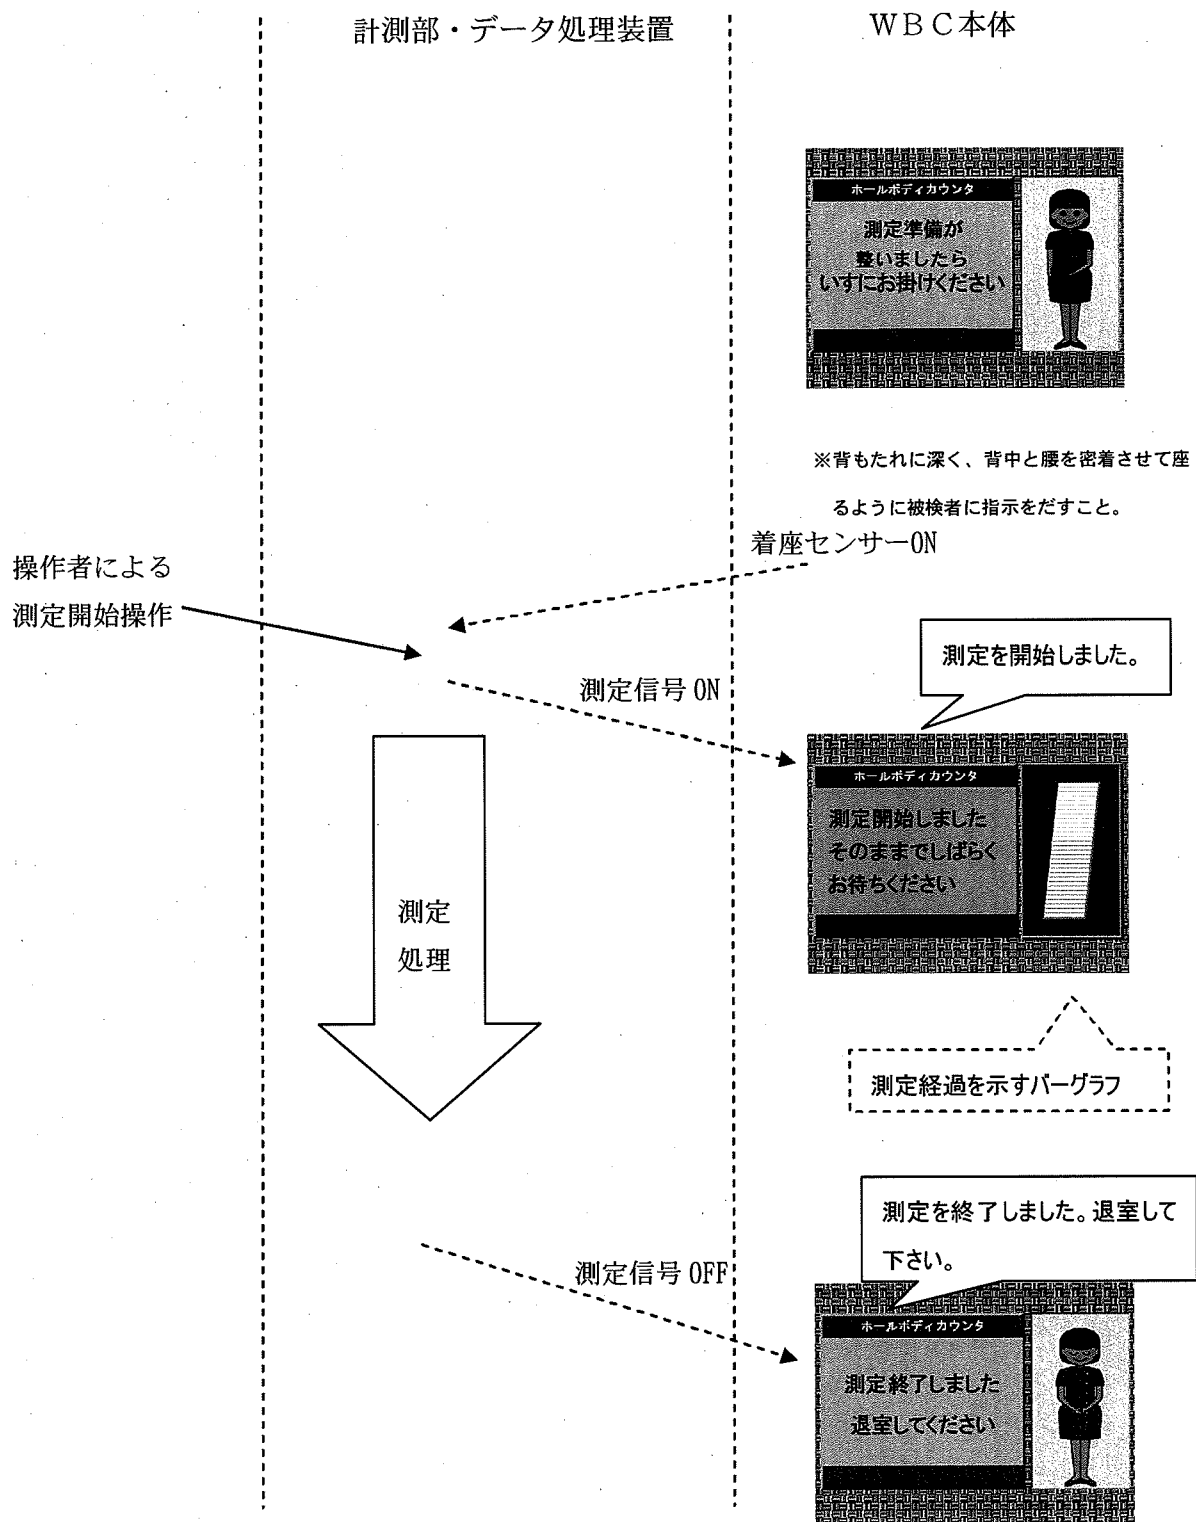 計測部・データ処理装置
ＷＢＣ本体
ホールボディカウンタ
測定準備が
整いましたら
いすにお掛けください
※背もたれに深く、背中と腰を密着させて座
るように被検者に指示をだすこと。
着座センサーON
操作者による
測定開始操作
測定を開始しました。
測定信号 ON
ホールボディカウンタ
測定開始しました
そのままでしばらく
お待ちください
測定
処理
測定経過を示すバーグラフ
測定を終了しました。退室して
下さい。
測定信号 OFF
ホールボディカウンタ
測定終了しました
退室してください